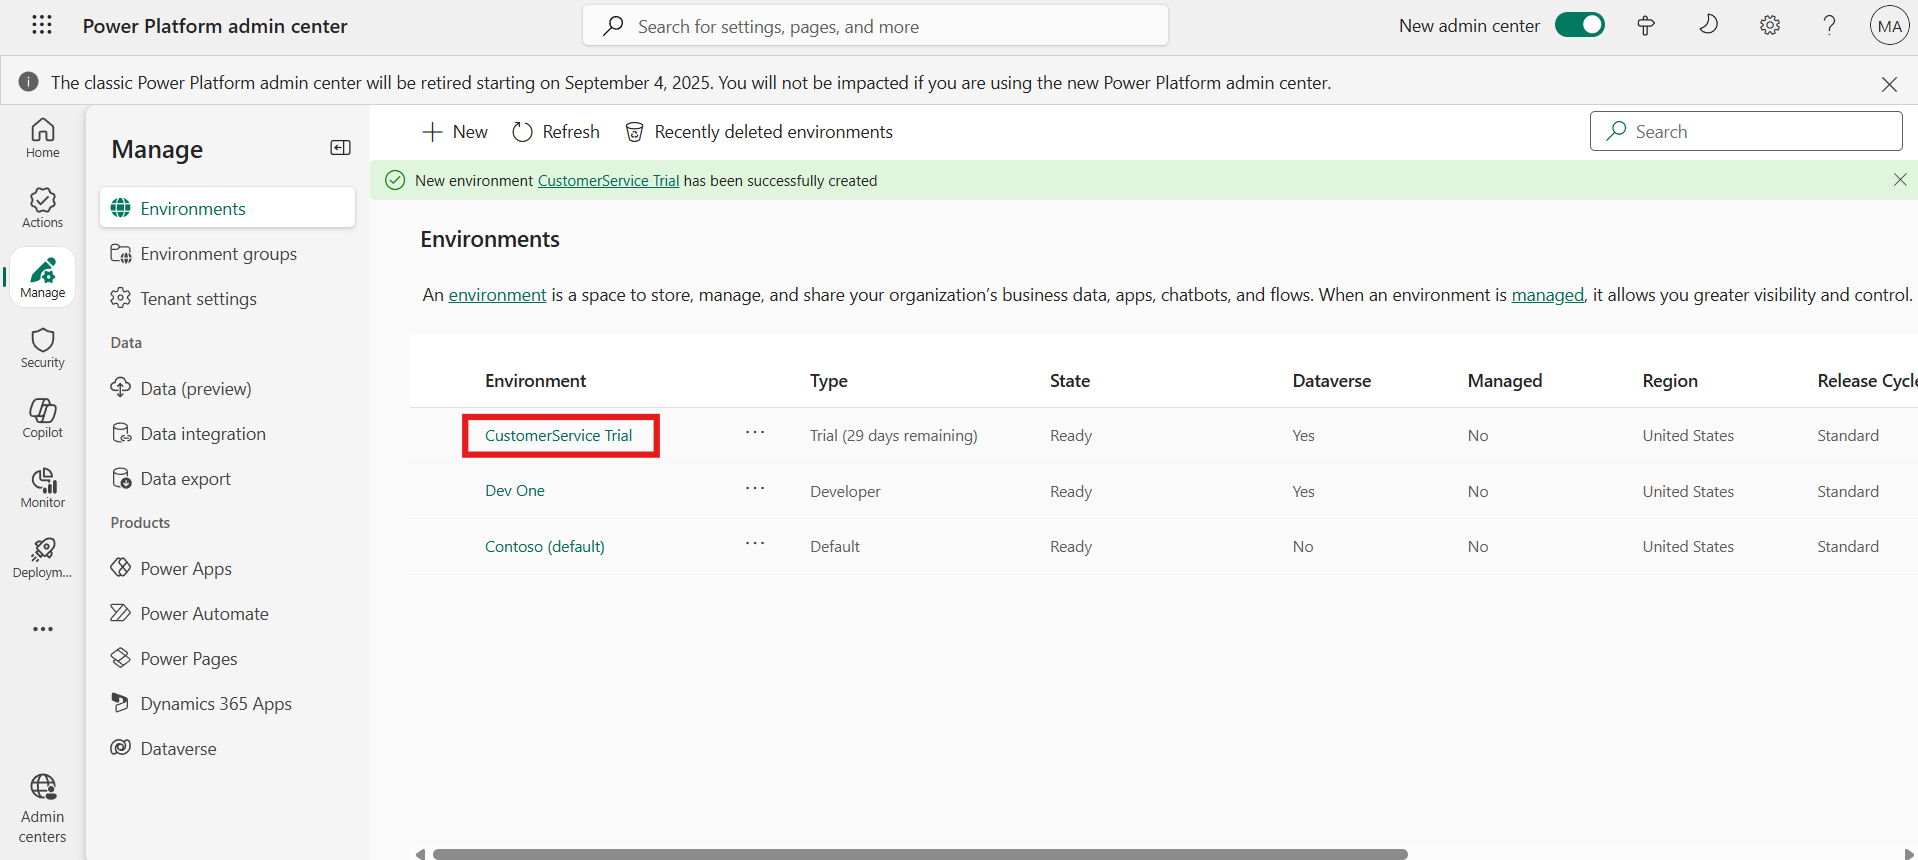 Power Platform admin center
Search for settings, pages, and more
New admin center
MA
The classic Power Platform admin center will be retired starting on September 4, 2025. You will not be impacted if you are using the new Power Platform admin center.
Home
Actions
Manage
Security
Copilot
Monitor
Deploym...
Admin
centers
Manage
Environments
Environment groups
Tenant settings
Data
Data (preview)
Data integration
Data export
Products
Power Apps
Power Automate
Power Pages
Dynamics 365 Apps
Dataverse
New Refresh Recently deleted environments Search
New environment CustomerService Trial has been successfully created
Environments
An environment is a space to store, manage, and share your organization's business data, apps, chatbots, and flows. When an environment is managed, it allows you greater visibility and control.
Environment Type State Dataverse Managed Region Release Cycle
CustomerService Trial ... Trial (29 days remaining) Ready Yes No United States Standard
Dev One ... Developer Ready Yes No United States Standard
Contoso (default) ... Default Ready No No United States Standard